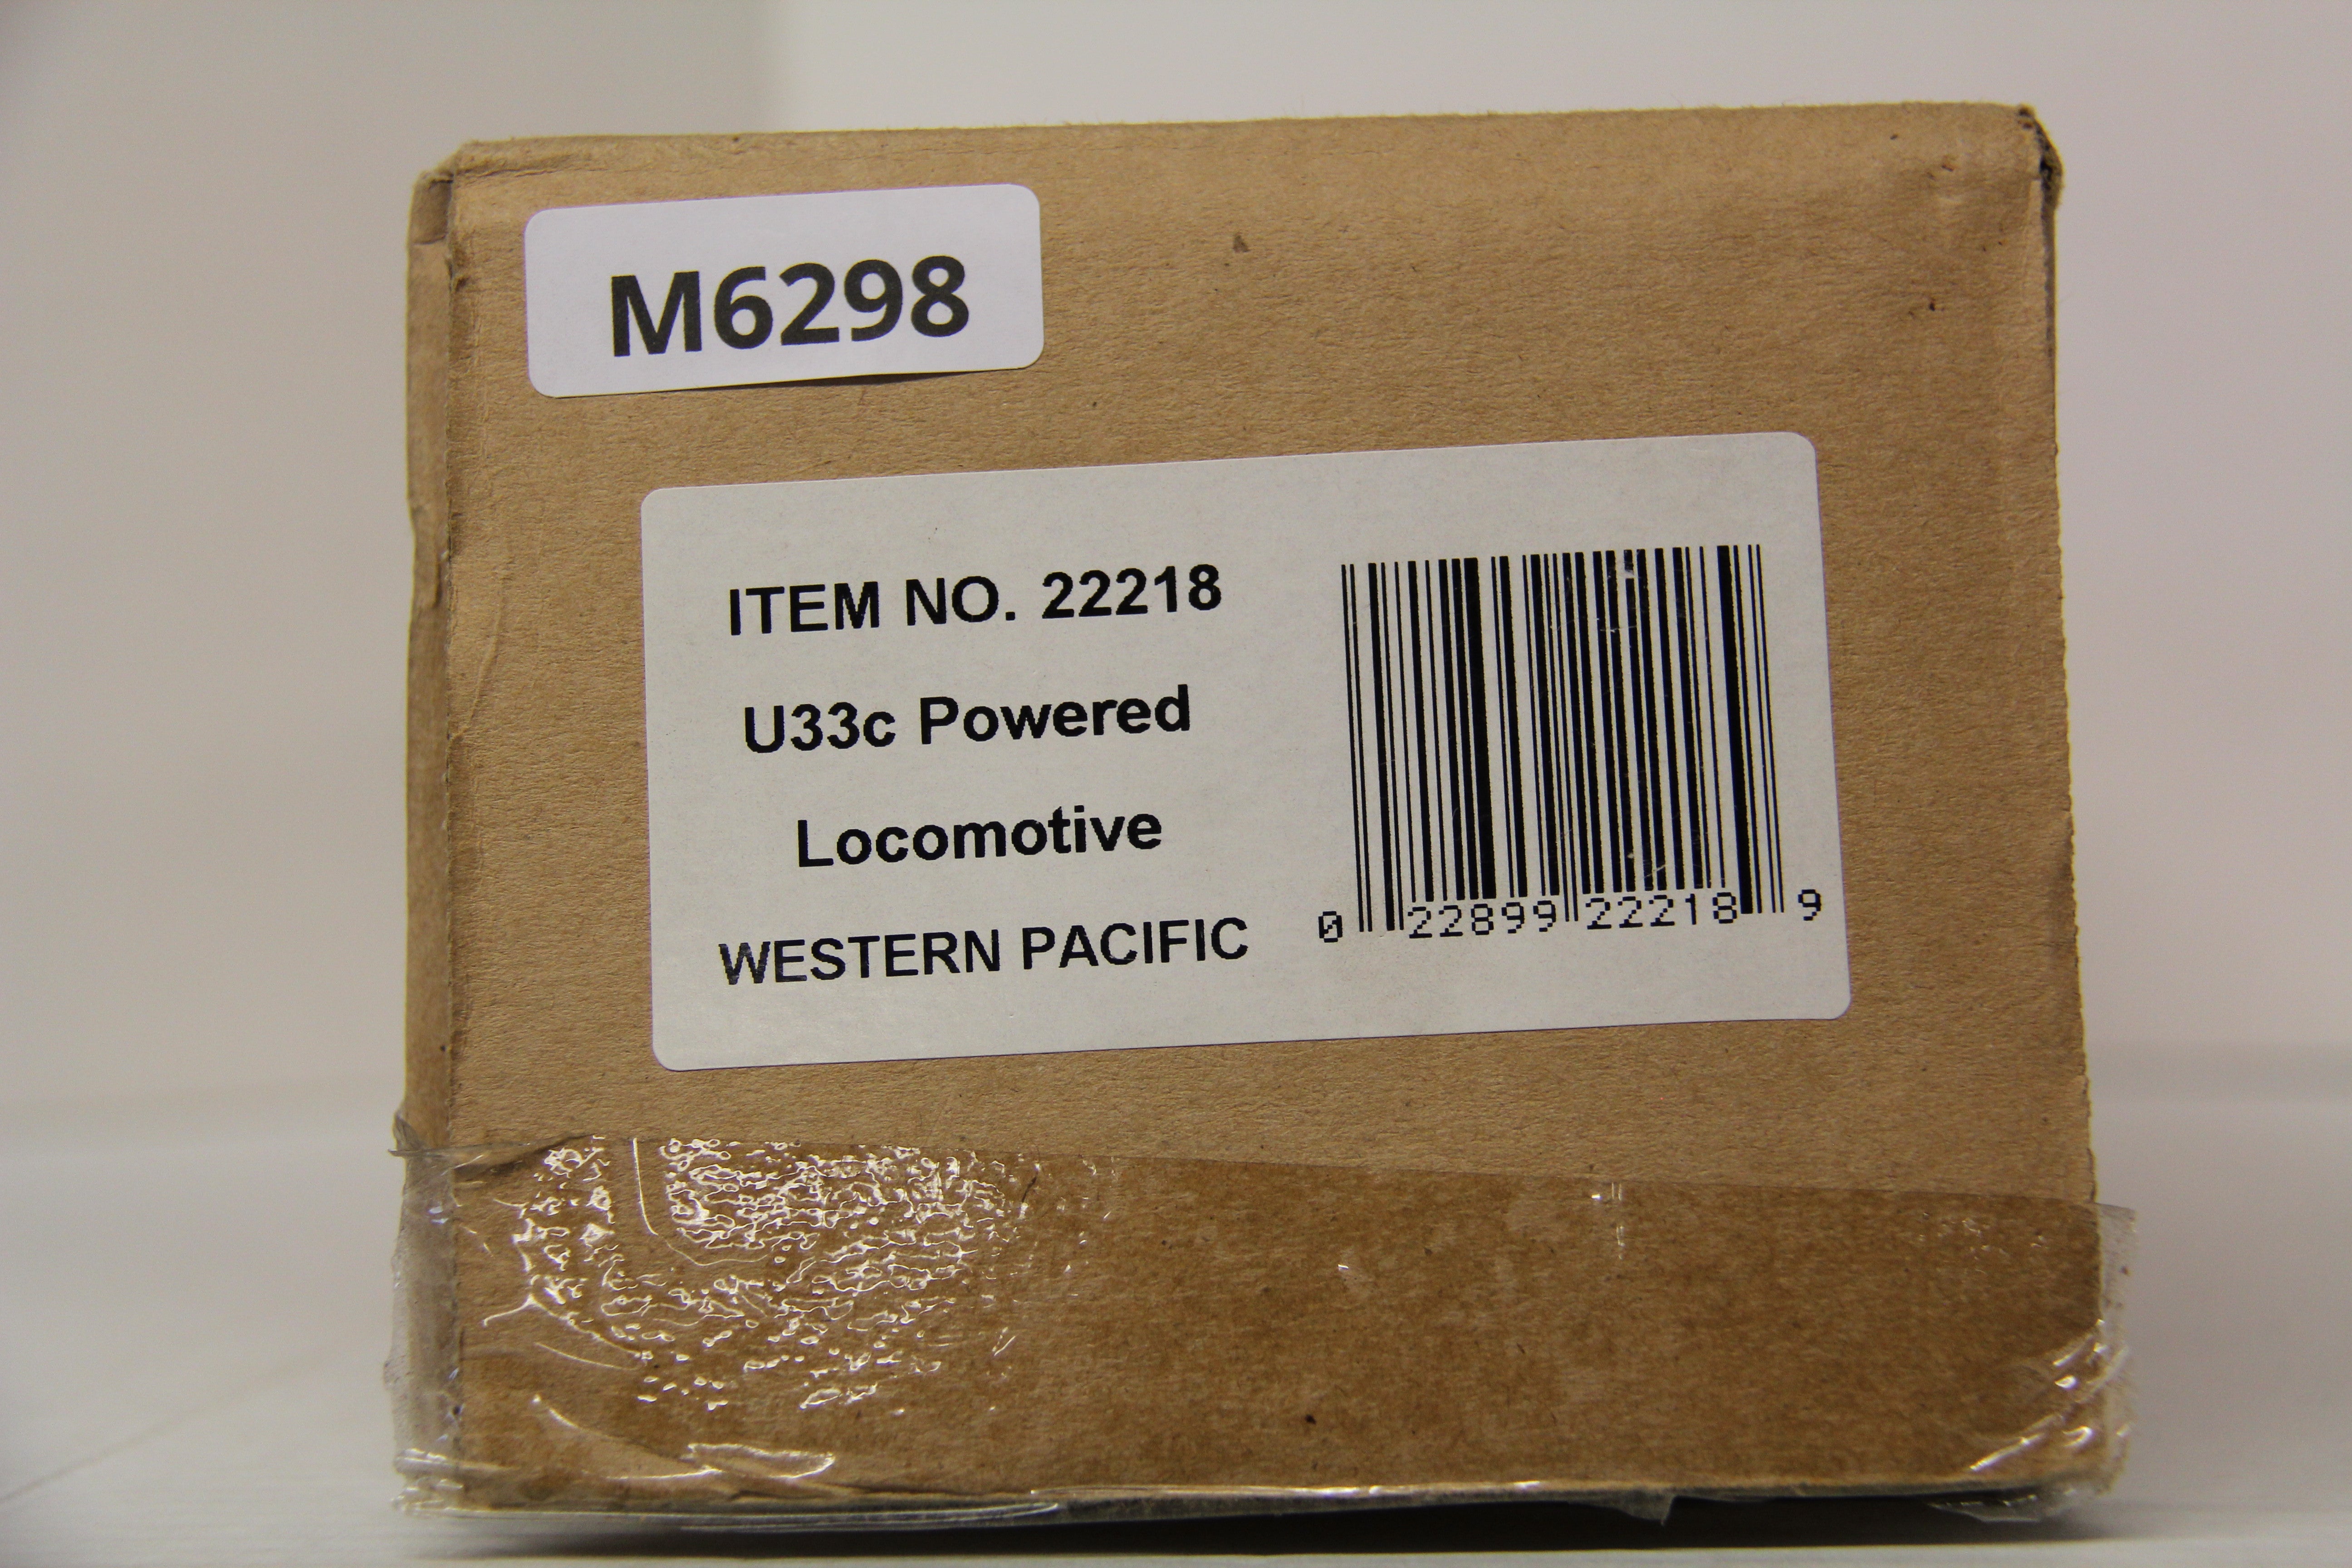 M6298
ITEM NO. 22218
U33c Powered
Locomotive
WESTERN PACIFIC
0 22899 22218 9